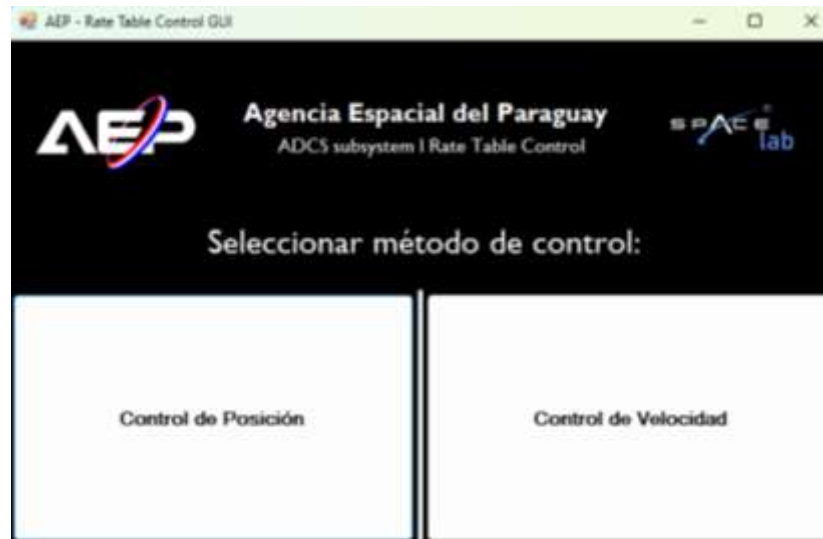 AEP - Rate Table Control GUI
AEP
Agencia Espacial del Paraguay
ADCS subsystem I Rate Table Control
SPACE
lab
Seleccionar método de control:
Control de Posición
Control de Velocidad